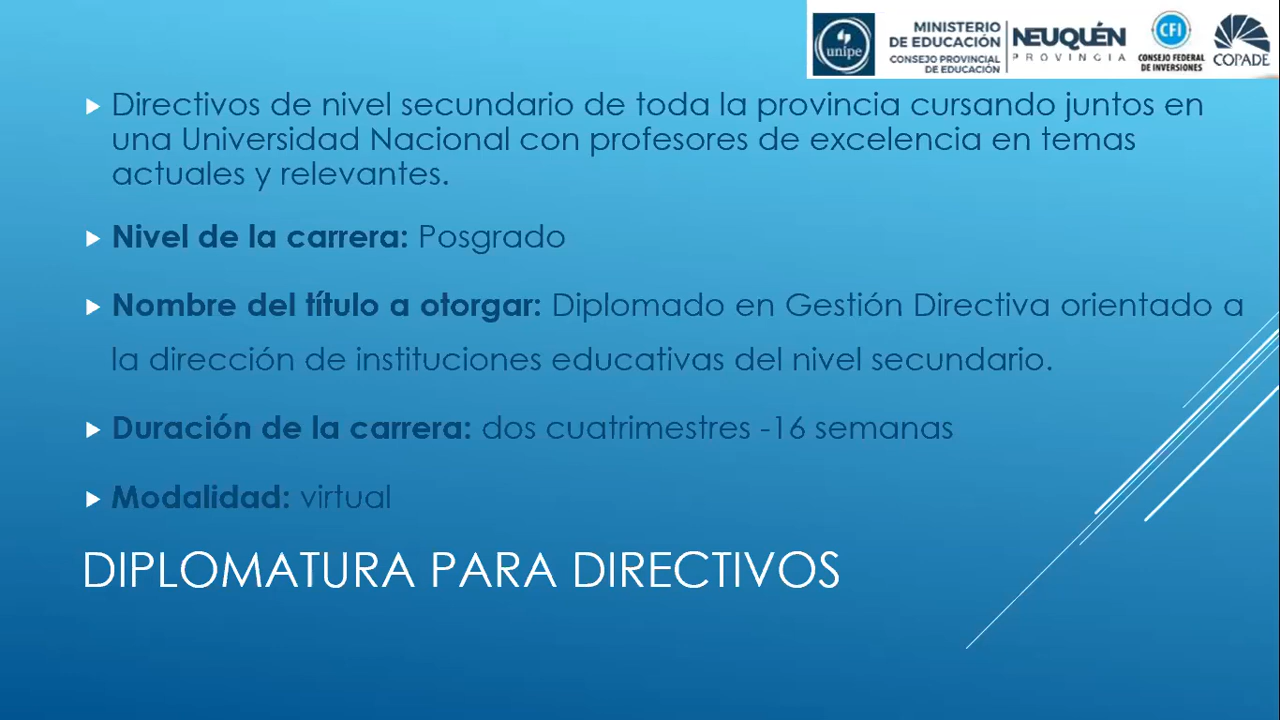 unipe
MINISTERIO
DE EDUCACIÓN
CONSEJO PROVINCIAL
DE EDUCACIÓN
NEUQUÉN
PROVINCIA
CFI
CONSEJO FEDERAL
DE INVERSIONES
COPADE
Directivos de nivel secundario de toda la provincia cursando juntos en
una Universidad Nacional con profesores de excelencia en temas
actuales y relevantes.
Nivel de la carrera: Posgrado
Nombre del título a otorgar: Diplomado en Gestión Directiva orientado a
la dirección de instituciones educativas del nivel secundario.
Duración de la carrera: dos cuatrimestres -16 semanas
Modalidad: virtual
DIPLOMATURA PARA DIRECTIVOS